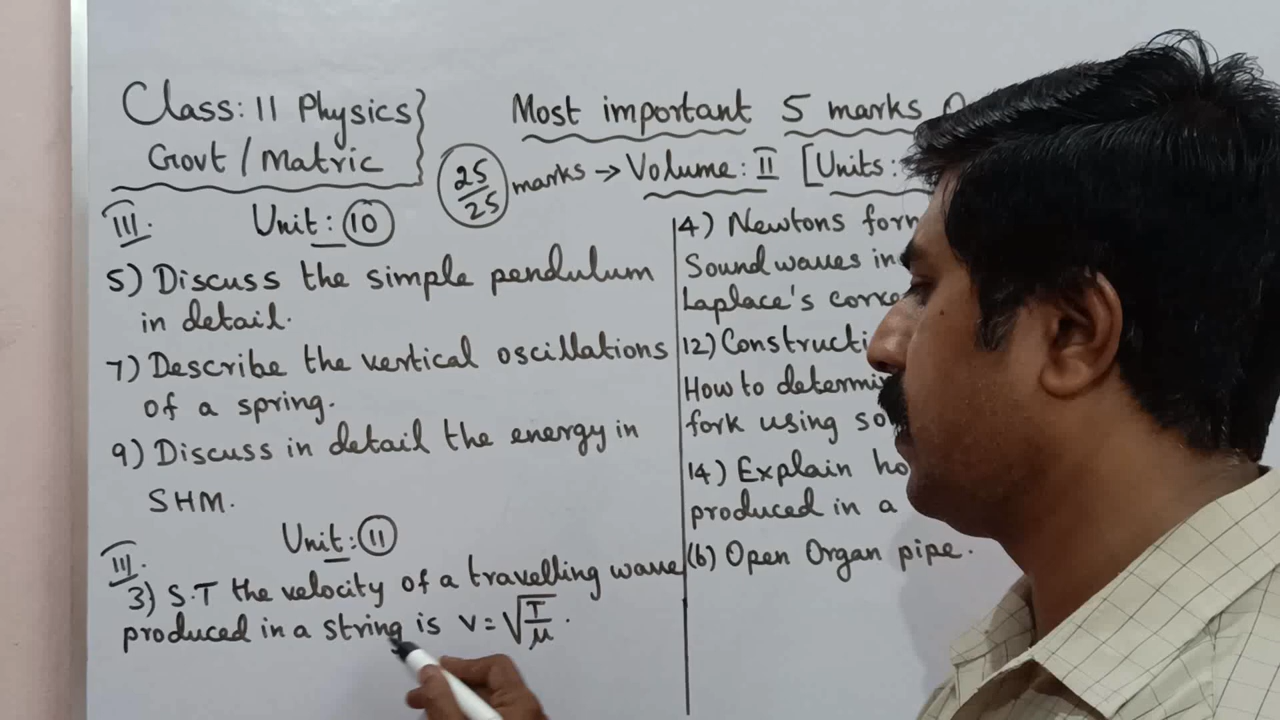 Class: 11 Physics
Govt / Matric
Most important 5 marks
25/25 marks → Volume: II [Units:
III. Unit: 10
5) Discuss the simple pendulum
in detail.
7) Describe the vertical oscillations
of a spring.
9) Discuss in detail the energy in
SHM.
Unit: 11
III.
3) S.T the velocity of a travelling wave
produced in a string is v = √T/μ.
4) Newtons
Sound waves in
Laplace's
12)
How to
fork using
14) Explain
produced in a
(b) Open Organ pipe.